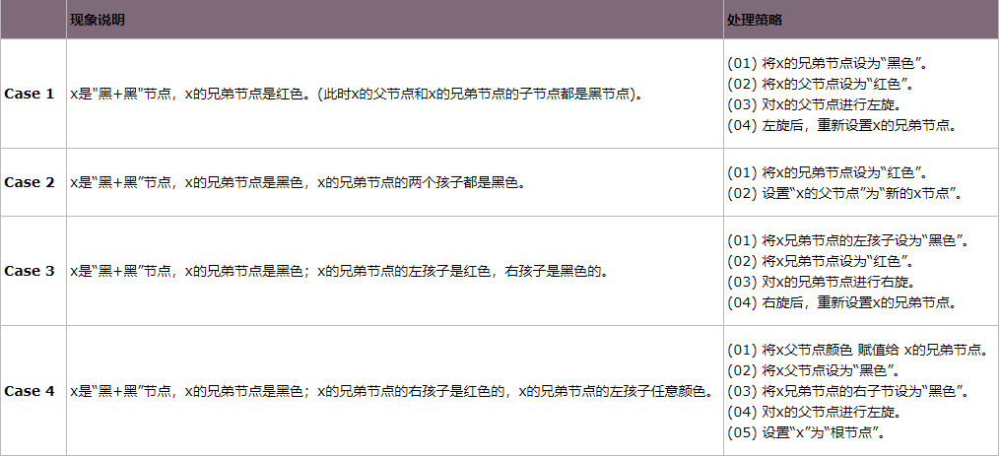 现象说明 处理策略
Case 1 x是"黑+黑"节点，x的兄弟节点是红色。(此时x的父节点和x的兄弟节点的子节点都是黑节点)。
(01) 将x的兄弟节点设为“黑色”。
(02) 将x的父节点设为“红色”。
(03) 对x的父节点进行左旋。
(04) 左旋后，重新设置x的兄弟节点。
Case 2 x是“黑+黑”节点，x的兄弟节点是黑色，x的兄弟节点的两个孩子都是黑色。
(01) 将x的兄弟节点设为“红色”。
(02) 设置“x的父节点”为“新的x节点”。
Case 3 x是“黑+黑”节点，x的兄弟节点是黑色；x的兄弟节点的左孩子是红色，右孩子是黑色的。
(01) 将x兄弟节点的左孩子设为“黑色”。
(02) 将x兄弟节点设为“红色”。
(03) 对x的兄弟节点进行右旋。
(04) 右旋后，重新设置x的兄弟节点。
Case 4 x是“黑+黑”节点，x的兄弟节点是黑色；x的兄弟节点的右孩子是红色的，x的兄弟节点的左孩子任意颜色。
(01) 将x父节点颜色 赋值给 x的兄弟节点。
(02) 将x父节点设为“黑色”。
(03) 将x兄弟节点的右子节设为“黑色”。
(04) 对x的父节点进行左旋。
(05) 设置“x”为“根节点”。